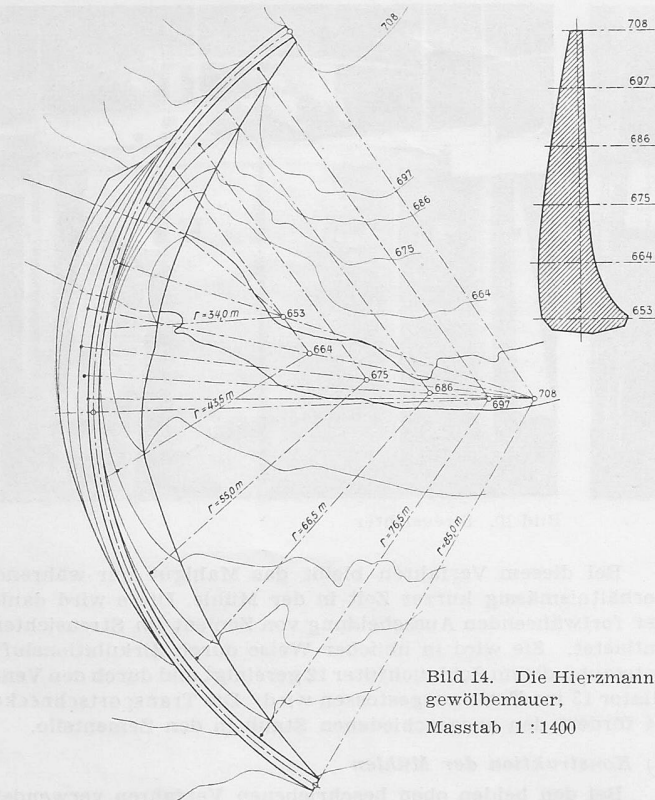 708
697
686
675
664
653
708
697
686
675
664
r = 34,0 m
653
664
675
686
697
708
r = 43,5 m
r = 55,0 m
r = 66,5 m
r = 76,5 m
r = 85,0 m
Bild 14. Die Hierzmann-
gewölbemauer,
Masstab 1 : 1400